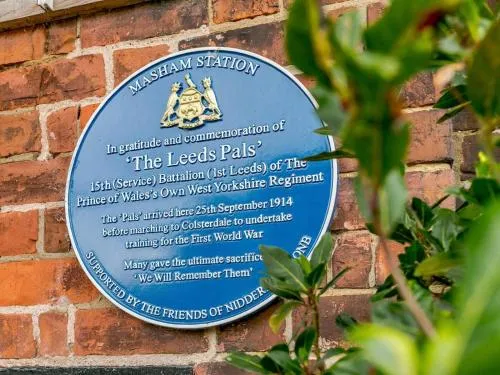 MASHAM STATION
In gratitude and commemoration of
'The Leeds Pals'
15th (Service) Battalion (1st Leeds) of The
Prince of Wales's Own West Yorkshire Regiment
The 'Pals' arrived here 25th September 1914
before marching to Colsterdale to undertake
training for the First World War
Many gave the ultimate sacrific
'We Will Remember Them'
SUPPORTED BY THE FRIENDS OF NIDDER ONB